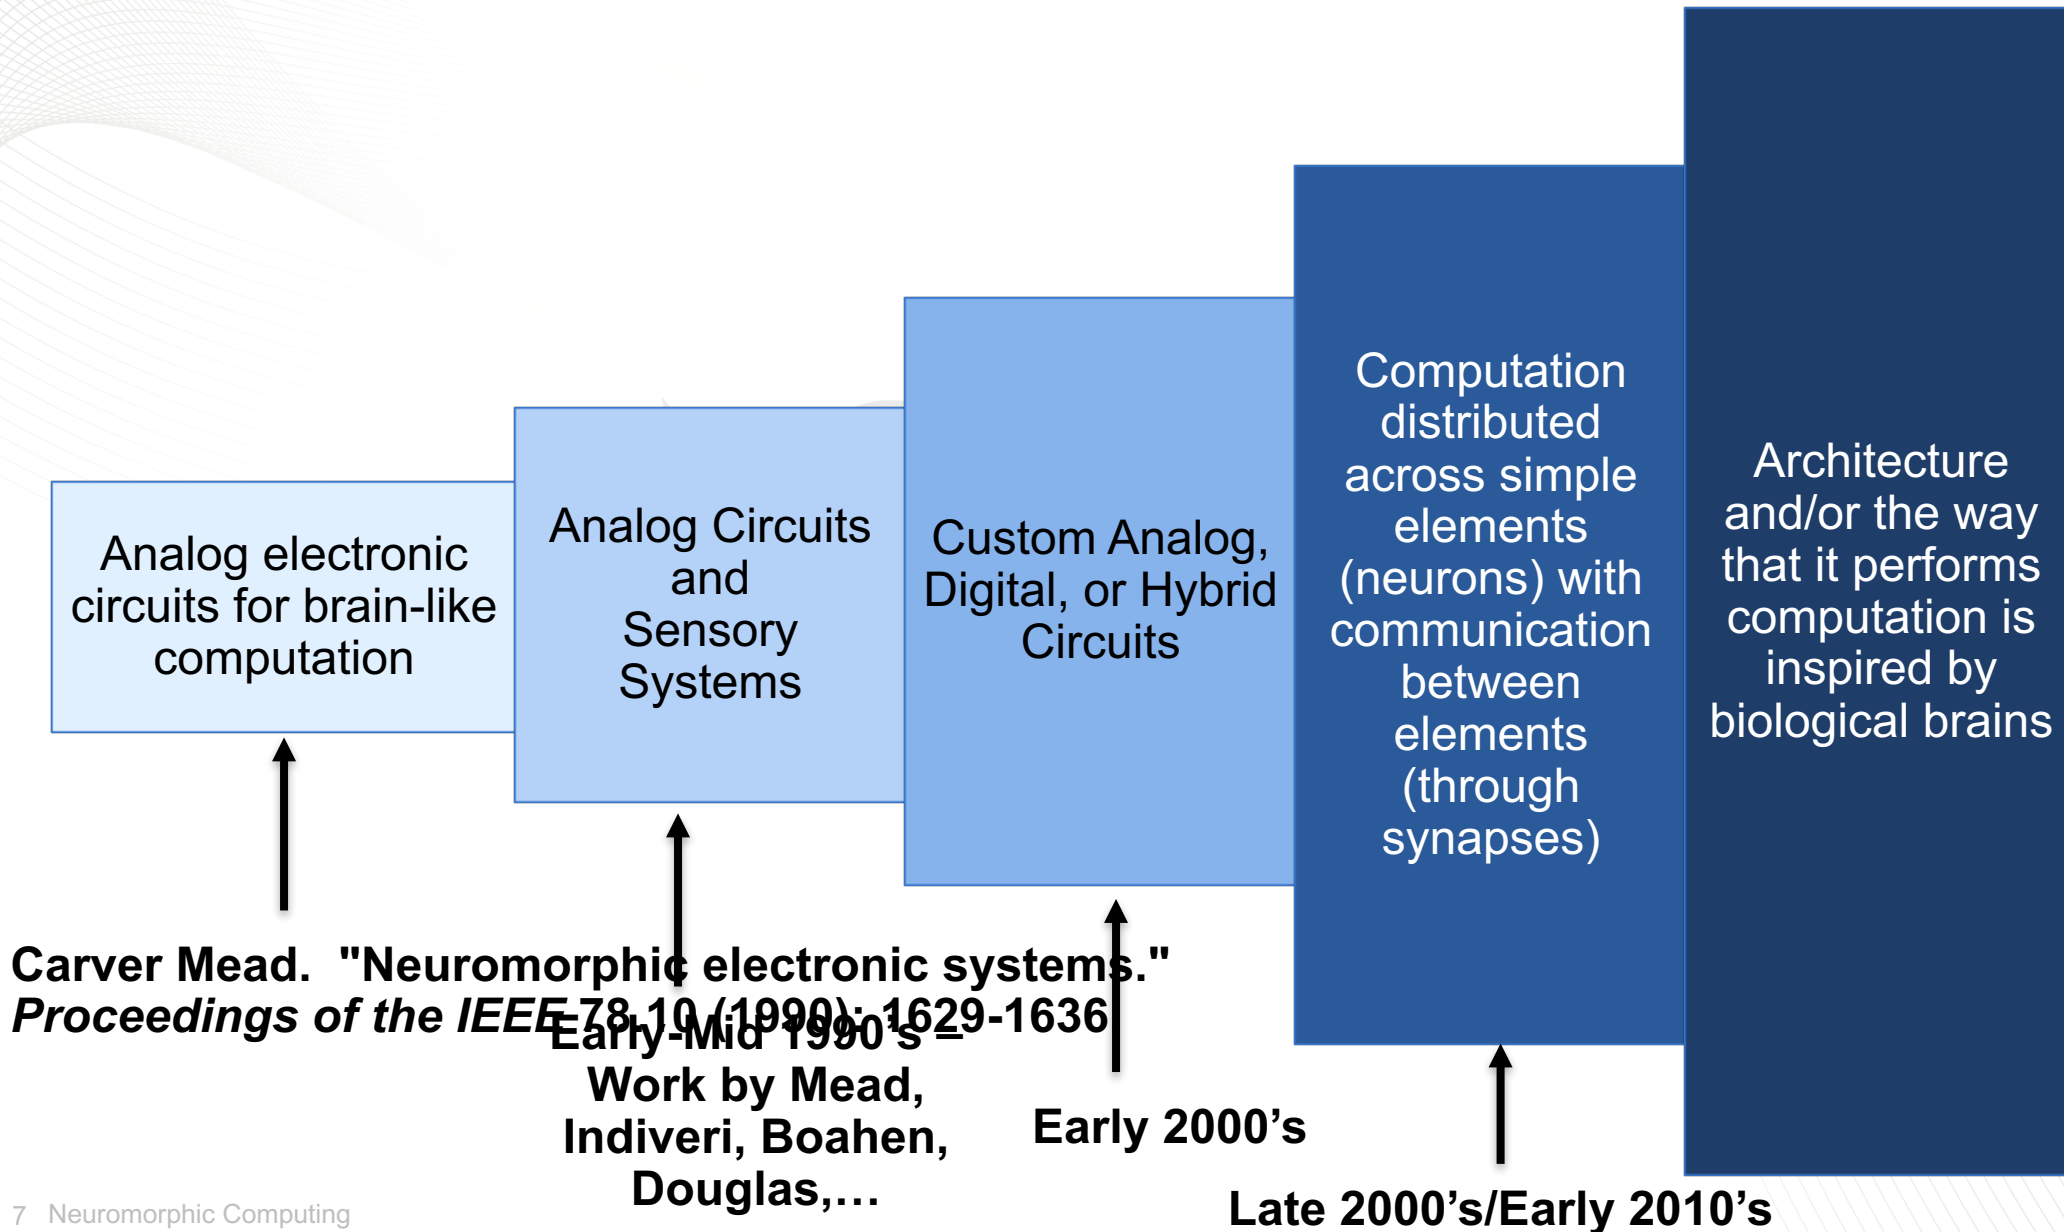 Analog electronic
circuits for brain-like
computation
Analog Circuits
and
Sensory
Systems
Custom Analog,
Digital, or Hybrid
Circuits
Computation
distributed
across simple
elements
(neurons) with
communication
between
elements
(through
synapses)
Architecture
and/or the way
that it performs
computation is
inspired by
biological brains
Carver Mead. "Neuromorphic electronic systems."
Proceedings of the IEEE 78.10 (1990): 1629-1636
Early-Mid 1990's –
Work by Mead,
Indiveri, Boahen,
Douglas,…
Early 2000’s
Late 2000’s/Early 2010’s
7 Neuromorphic Computing